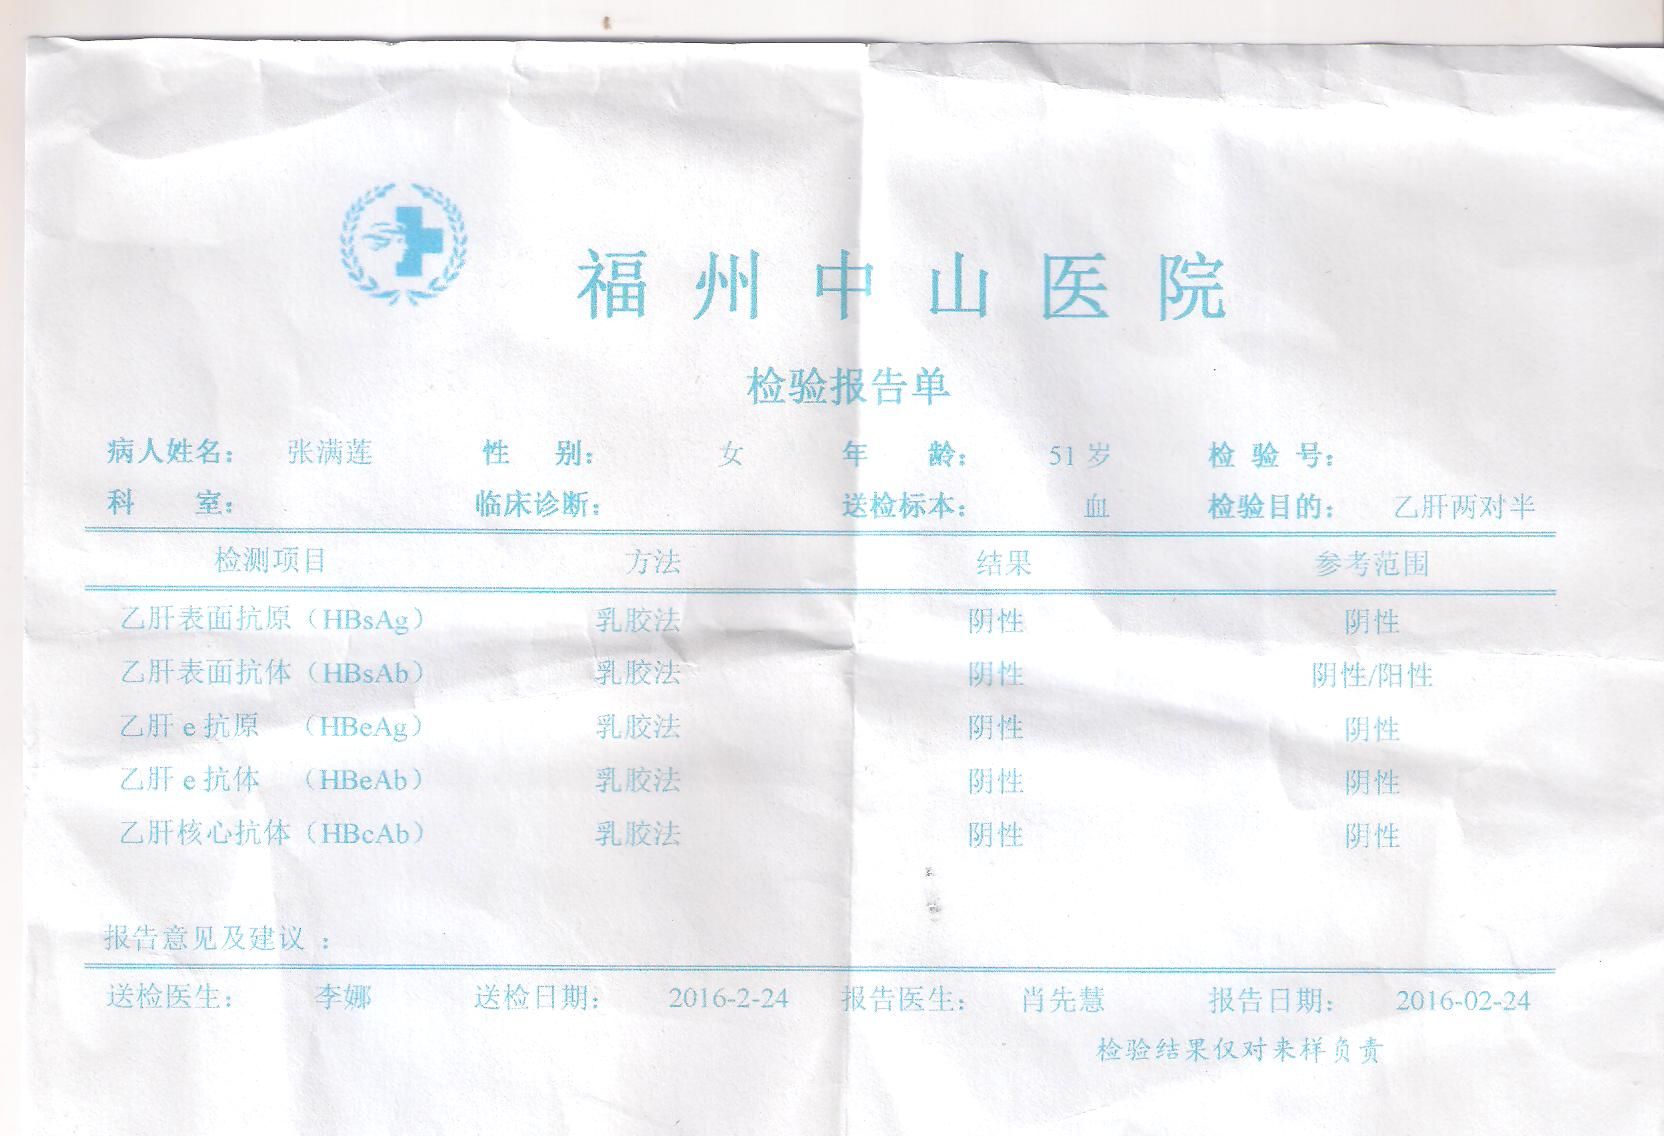 福州中山医院
检验报告单
病人姓名： 张满莲 性 别： 女 年 龄： 51 岁 检 验 号：
科 室： 临床诊断： 送检标本： 血 检验目的： 乙肝两对半
检测项目 方法 结果 参考范围
乙肝表面抗原（HBsAg） 乳胶法 阴性 阴性
乙肝表面抗体（HBsAb） 乳胶法 阴性 阴性/阳性
乙肝 e 抗原 （HBeAg） 乳胶法 阴性 阴性
乙肝 e 抗体 （HBeAb） 乳胶法 阴性 阴性
乙肝核心抗体（HBcAb） 乳胶法 阴性 阴性
报告意见及建议 ：
送检医生： 李娜 送检日期： 2016-2-24 报告医生： 肖先慧 报告日期： 2016-02-24
检验结果仅对来样负责